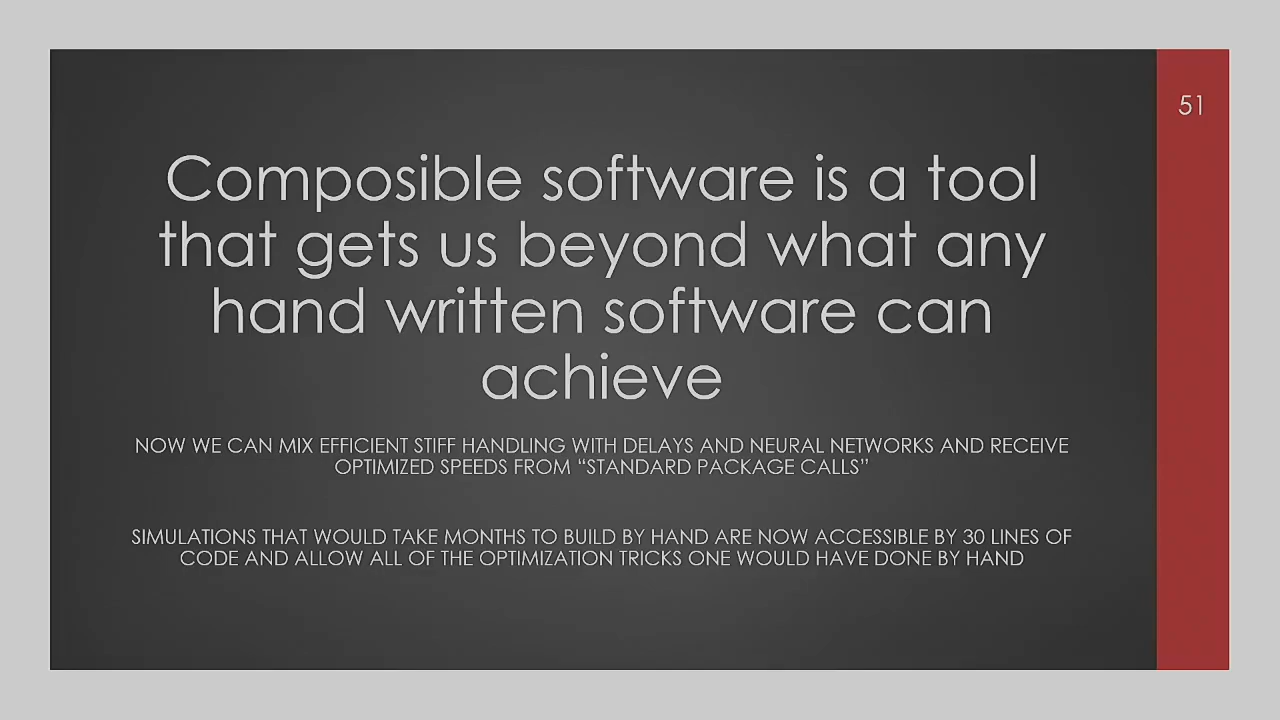 51
Composible software is a tool
that gets us beyond what any
hand written software can
achieve
NOW WE CAN MIX EFFICIENT STIFF HANDLING WITH DELAYS AND NEURAL NETWORKS AND RECEIVE
OPTIMIZED SPEEDS FROM “STANDARD PACKAGE CALLS”
SIMULATIONS THAT WOULD TAKE MONTHS TO BUILD BY HAND ARE NOW ACCESSIBLE BY 30 LINES OF
CODE AND ALLOW ALL OF THE OPTIMIZATION TRICKS ONE WOULD HAVE DONE BY HAND